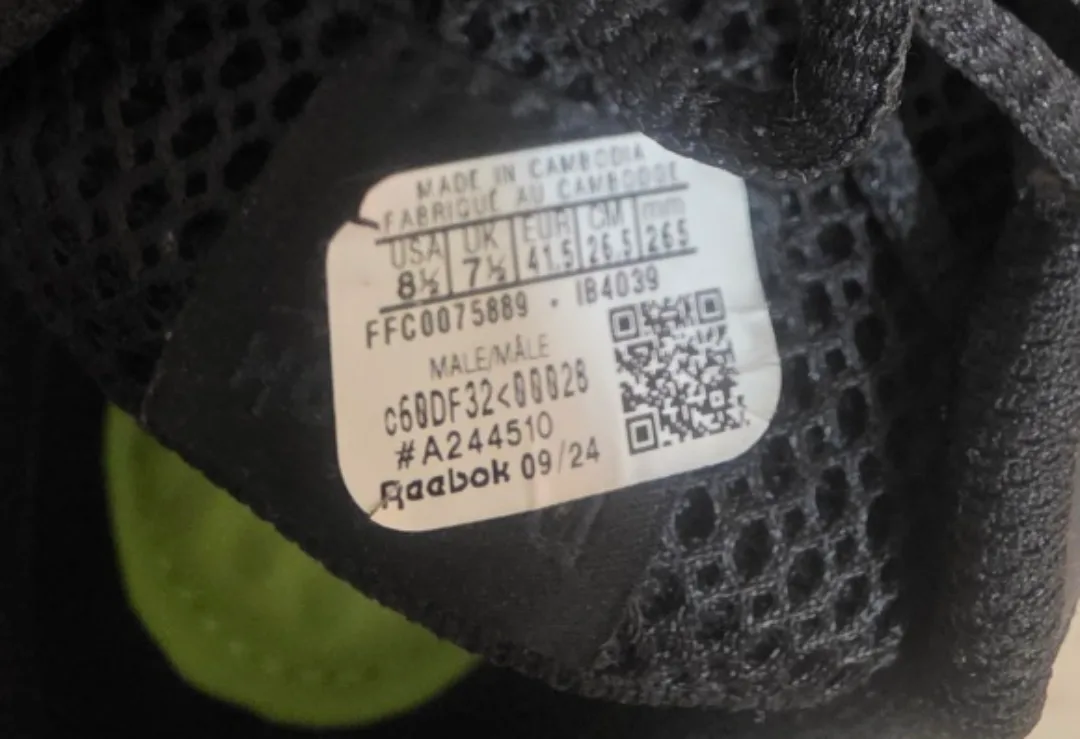 MADE IN CAMBODIA
FABRIQUÉ AU CAMBODGE
USA UK EUR CM mm
8½ 7½ 41.5 26.5 265
FFC0075889 - IB4039
MALE/MÂLE
c60DF32<00028
#A244510
Reebok 09/24